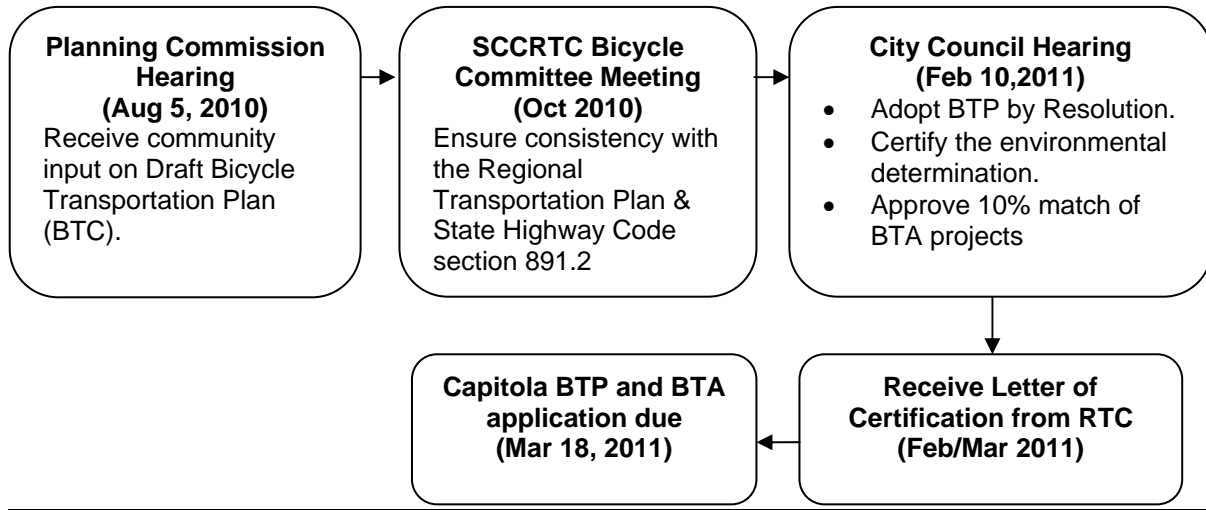 Planning Commission
Hearing
(Aug 5, 2010)
Receive community
input on Draft Bicycle
Transportation Plan
(BTC).
SCCRTC Bicycle
Committee Meeting
(Oct 2010)
Ensure consistency with
the Regional
Transportation Plan &
State Highway Code
section 891.2
City Council Hearing
(Feb 10,2011)
• Adopt BTP by Resolution.
• Certify the environmental
determination.
• Approve 10% match of
BTA projects
Receive Letter of
Certification from RTC
(Feb/Mar 2011)
Capitola BTP and BTA
application due
(Mar 18, 2011)